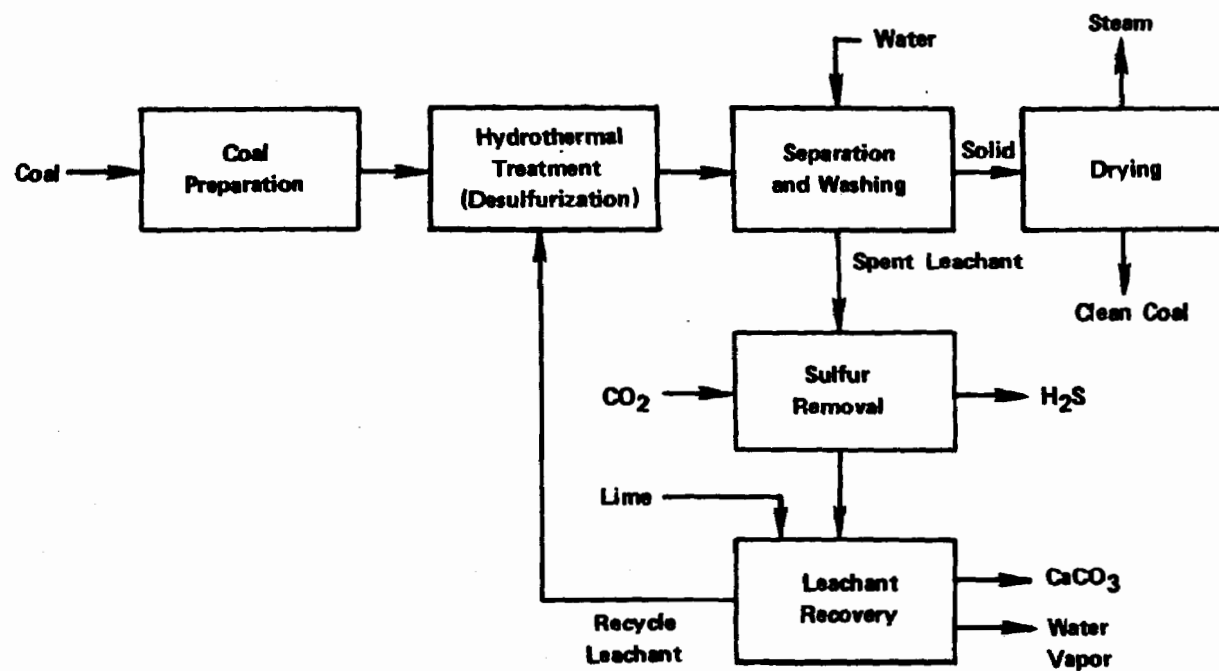 Steam
Water
Coal
Coal
Preparation
Hydrothermal
Treatment
(Desulfurization)
Separation
and Washing
Solid
Drying
Spent Leachant
Clean Coal
CO2
Sulfur
Removal
H2S
Lime
Leachant
Recovery
CaCO3
Water
Vapor
Recycle
Leachant